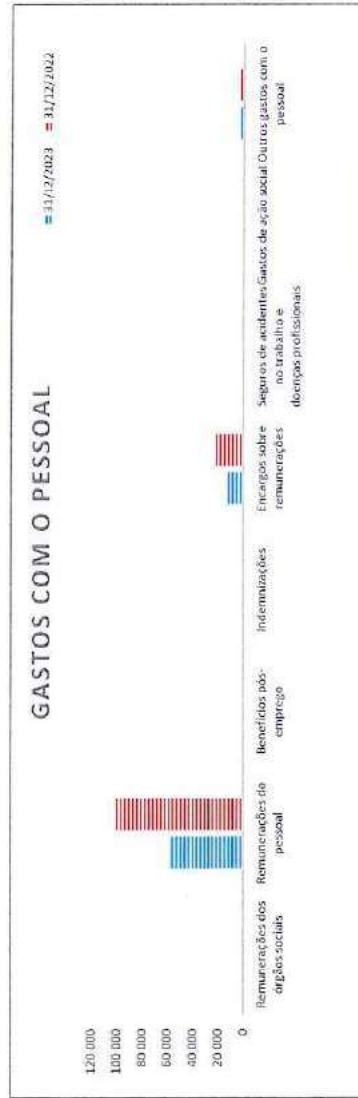 GASTOS COM O PESSOAL
31/12/2023 31/12/2022
120 000
100 000
80 000
60 000
40 000
20 000
0
Remunerações dos
órgãos sociais
Remunerações do
pessoal
Benefícios pós-
emprego
Indemnizações
Encargos sobre
remunerações
Seguros de acidentes
no trabalho e
doenças profissionais
Gastos de ação social
Outros gastos com o
pessoal